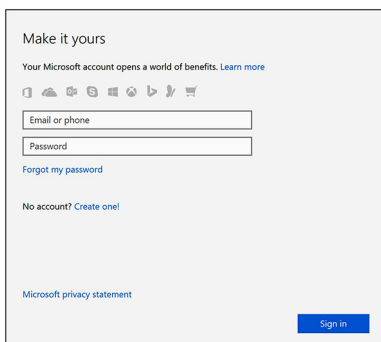 Make it yours
Your Microsoft account opens a world of benefits. Learn more
Email or phone
Password
Forgot my password
No account? Create one!
Microsoft privacy statement
Sign in